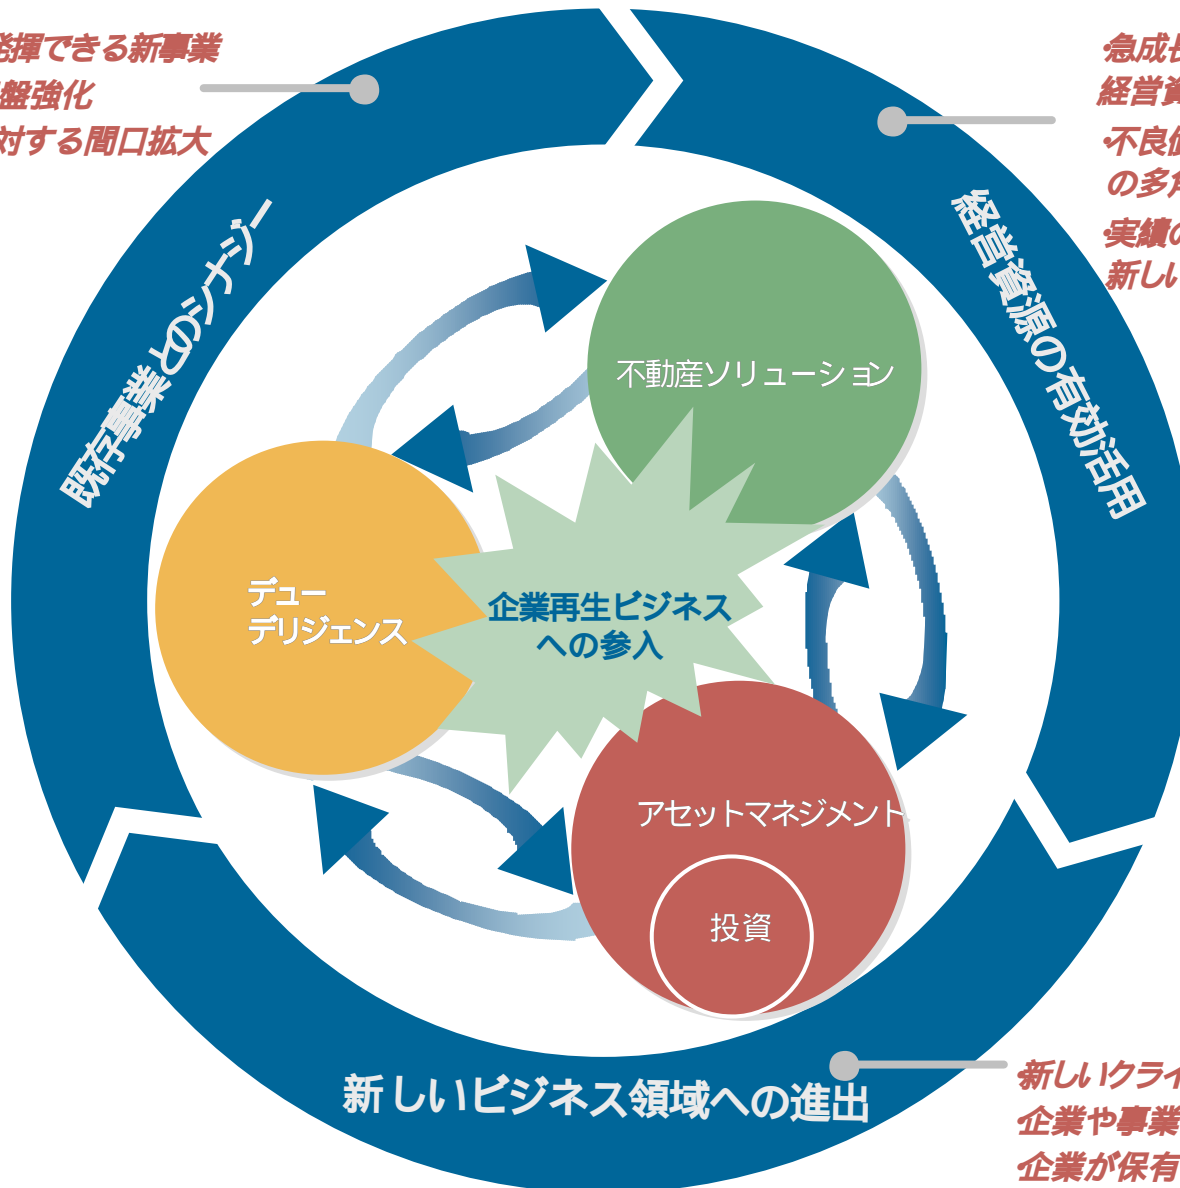 発揮できる新事業
盤強化
対する間口拡大
・急成長
経営資
・不良債
の多角
・実績の
新しい
既存事業とのシナジー
経営資源の有効活用
不動産ソリューション
デュー
デリジェンス
企業再生ビジネス
への参入
アセットマネジメント
投資
新しいビジネス領域への進出
・新しいクライ
・企業や事業
・企業が保有